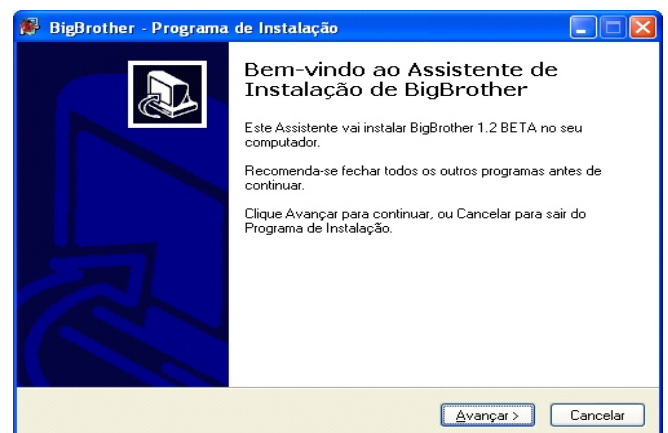 BigBrother - Programa de Instalação
Bem-vindo ao Assistente de
Instalação de BigBrother
Este Assistente vai instalar BigBrother 1.2 BETA no seu
computador.
Recomenda-se fechar todos os outros programas antes de
continuar.
Clique Avançar para continuar, ou Cancelar para sair do
Programa de Instalação.
Avançar >
Cancelar